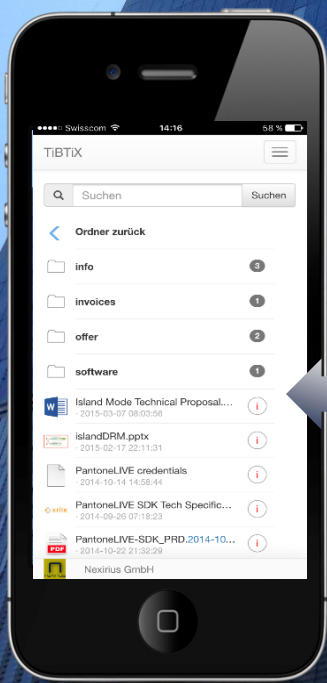 Swisscom 14:16 58 %
TiBTiX
Suchen Suchen
Ordner zurück
info 3
invoices 1
offer 2
software 1
W Island Mode Technical Proposal....
- 2015-03-07 08:03:56
i
islandDRM.pptx
- 2015-02-17 22:11:31
i
PantoneLIVE credentials
- 2014-10-14 14:58:44
i
PantoneLIVE SDK Tech Specific...
- 2014-09-26 07:18:23
i
PDF PantoneLIVE-SDK_PRD.2014-10...
- 2014-10-22 21:32:29
i
Nexirius GmbH